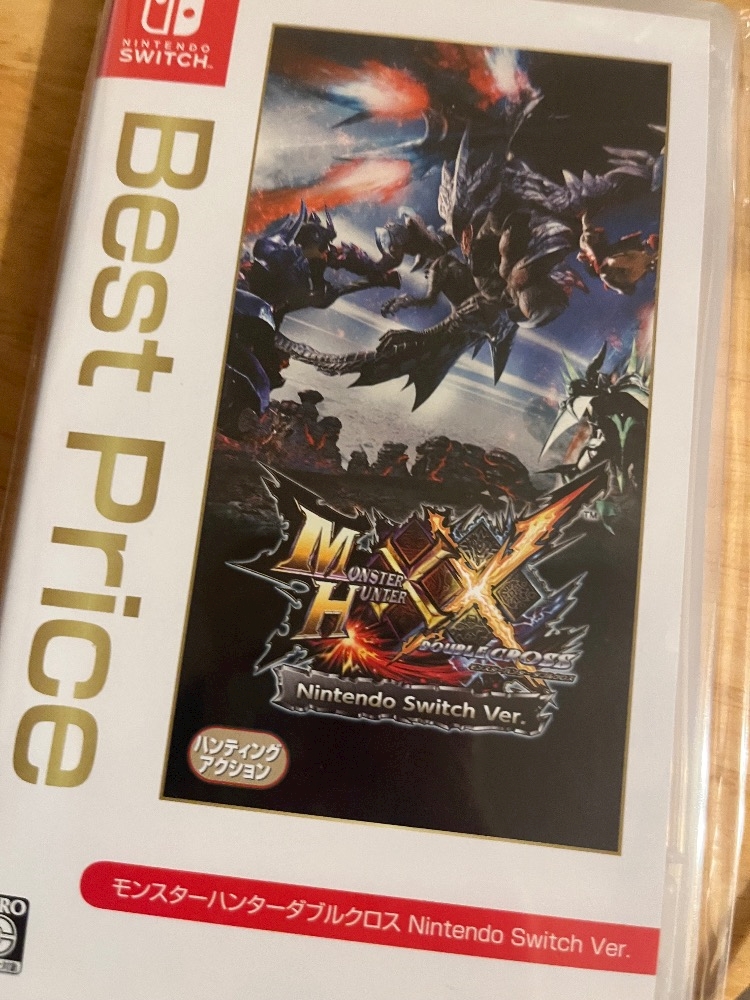 NINTENDO
SWITCH™
Best Price
MONSTER
HUNTER
XX
DOUBLE CROSS
Nintendo Switch Ver.
ハンティング
アクション
モンスターハンターダブルクロス Nintendo Switch Ver.